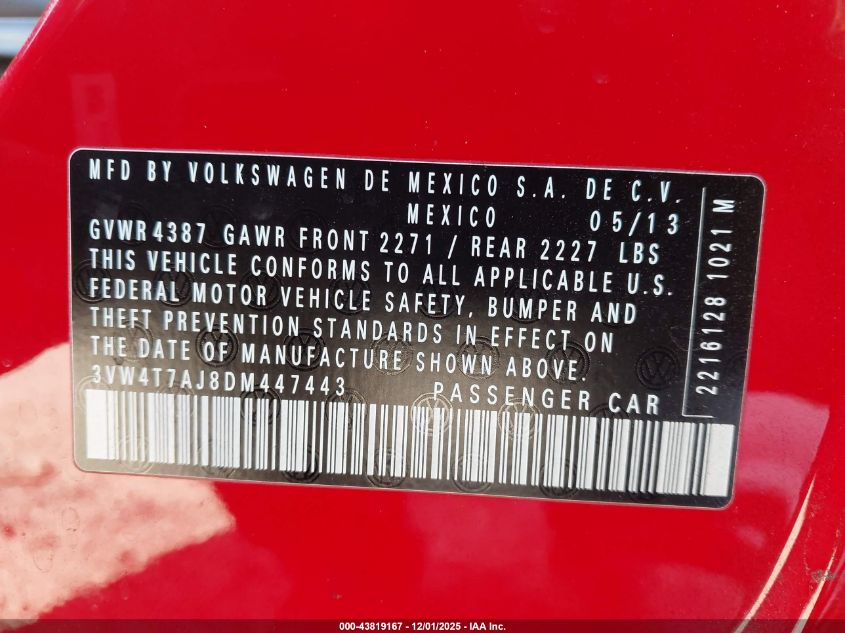 MFD BY VOLKSWAGEN DE MEXICO S.A. DE C.V.
MEXICO 05/13
GVWR 4387 GAWR FRONT 2271 / REAR 2227 LBS
THIS VEHICLE CONFORMS TO ALL APPLICABLE U.S.
FEDERAL MOTOR VEHICLE SAFETY, BUMPER AND
THEFT PREVENTION STANDARDS IN EFFECT ON
THE DATE OF MANUFACTURE SHOWN ABOVE.
3VW4T7AJ8DM447443 PASSENGER CAR
2216128 1021 M
000-43819167 - 12/01/2025 - IAA Inc.